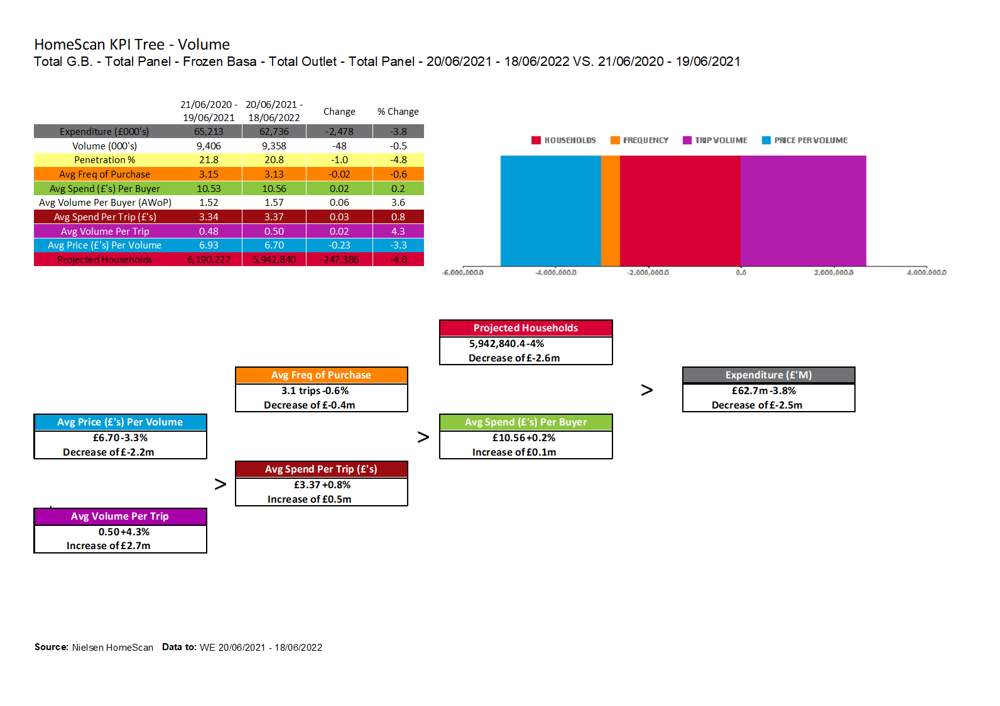 HomeScan KPI Tree - Volume
Total G.B. - Total Panel - Frozen Basa - Total Outlet - Total Panel - 20/06/2021 - 18/06/2022 VS. 21/06/2020 - 19/06/2021
21/06/2020 - 20/06/2021 - Change % Change
19/06/2021 18/06/2022
Expenditure (£000's) 65,213 62,736 -2,478 -3.8
Volume (000's) 9,406 9,358 -48 -0.5
Penetration % 21.8 20.8 -1.0 -4.8
Avg Freq of Purchase 3.15 3.13 -0.02 -0.6
Avg Spend (£'s) Per Buyer 10.53 10.56 0.02 0.2
Avg Volume Per Buyer (AWoP) 1.52 1.57 0.06 3.6
Avg Spend Per Trip (£'s) 3.34 3.37 0.03 0.8
Avg Volume Per Trip 0.48 0.50 0.02 4.3
Avg Price (£'s) Per Volume 6.93 6.70 -0.23 -3.3
Projected Households 6,190,227 5,942,840 -247,386 -4.0
HOUSEHOLDS FREQUENCY TRIP VOLUME PRICE PER VOLUME
-6,000,000.0 -4,000,000.0 -2,000,000.0 0.0 2,000,000.0 4,000,000.0
Projected Households
5,942,840.4 -4%
Decrease of £-2.6m
Avg Freq of Purchase
3.1 trips -0.6%
Decrease of £-0.4m
>
Expenditure (£'M)
£62.7m -3.8%
Decrease of £-2.5m
Avg Price (£'s) Per Volume
£6.70 -3.3%
Decrease of £-2.2m
>
Avg Spend (£'s) Per Buyer
£10.56 +0.2%
Increase of £0.1m
>
Avg Spend Per Trip (£'s)
£3.37 +0.8%
Increase of £0.5m
Avg Volume Per Trip
0.50 +4.3%
Increase of £2.7m
Source: Nielsen HomeScan Data to: WE 20/06/2021 - 18/06/2022